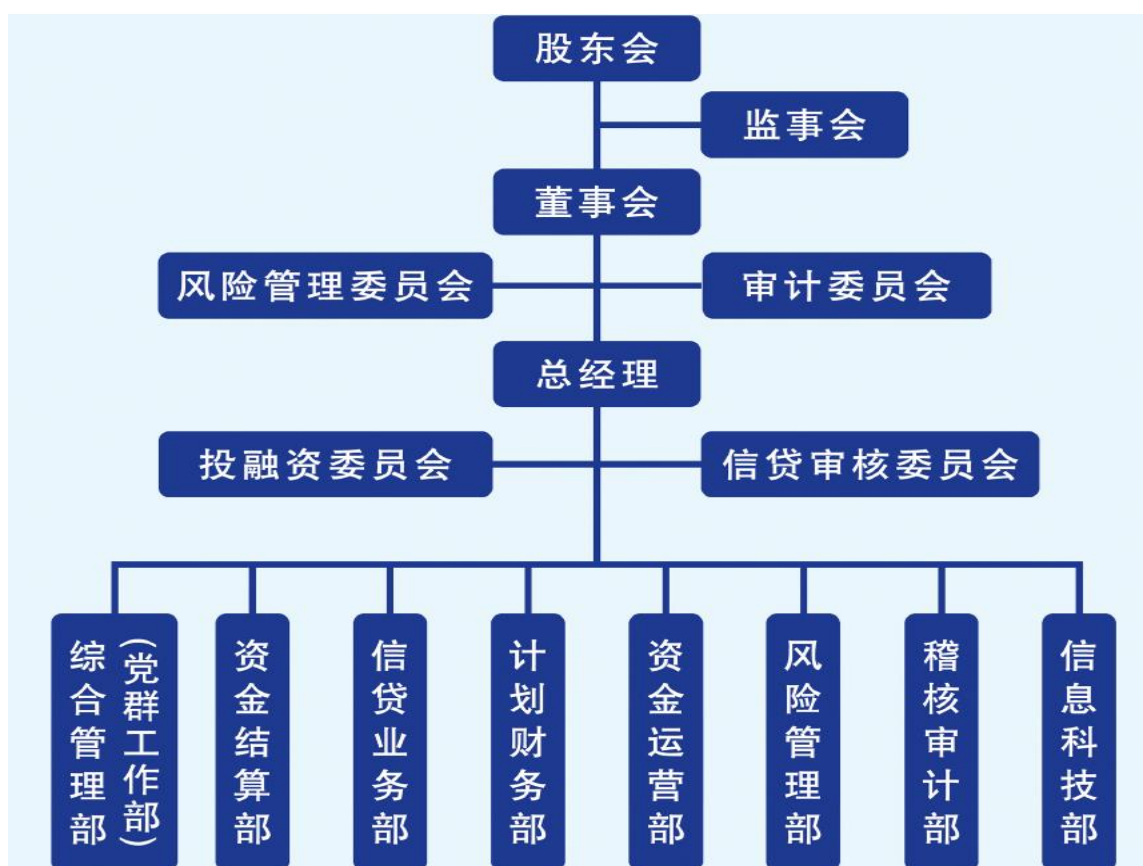 股东会
监事会
董事会
风险管理委员会
审计委员会
总经理
投融资委员会
信贷审核委员会
综合管理部
(党群工作部)
资金结算部
信贷业务部
计划财务部
资金运营部
风险管理部
稽核审计部
信息科技部